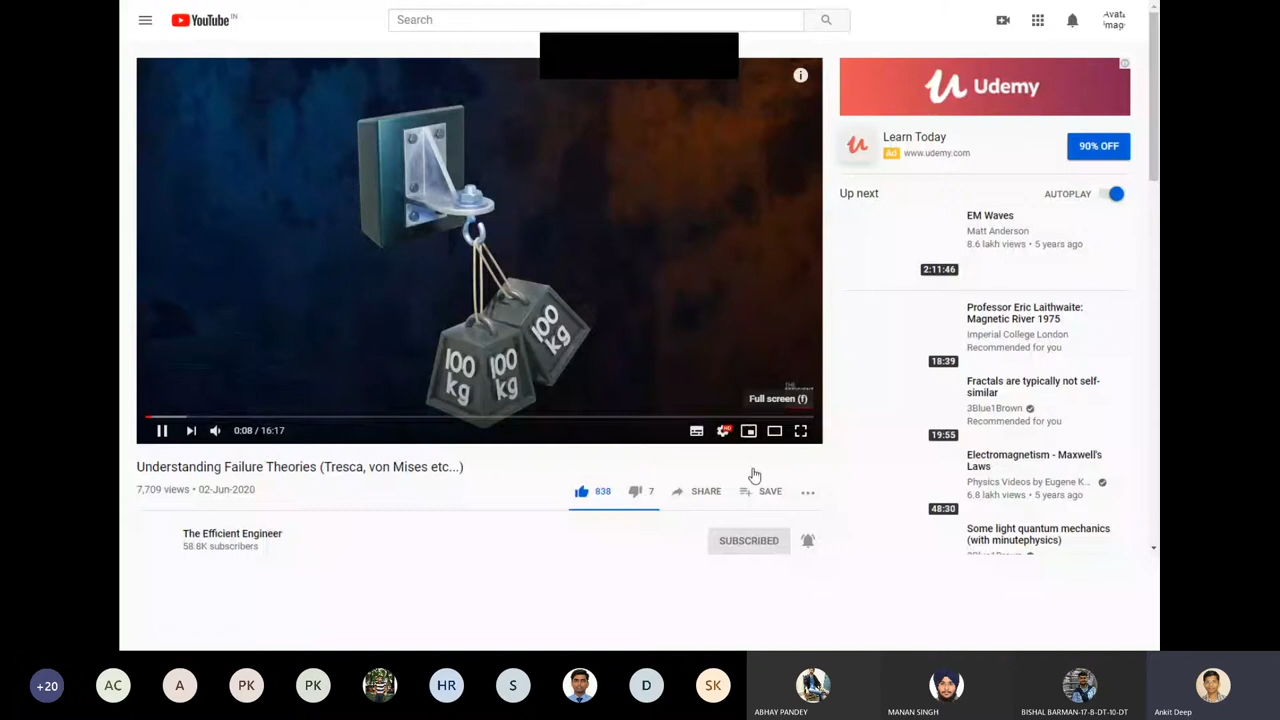 YouTube IN
Search
Avata
Imag
Udemy
Learn Today
Ad www.udemy.com
90% OFF
Up next
AUTOPLAY
EM Waves
Matt Anderson
8.6 lakh views • 5 years ago
2:11:46
Professor Eric Laithwaite:
Magnetic River 1975
Imperial College London
Recommended for you
18:39
Fractals are typically not self-
similar
3Blue1Brown
Recommended for you
19:55
Electromagnetism - Maxwell's
Laws
Physics Videos by Eugene K...
6.8 lakh views • 5 years ago
48:30
Some light quantum mechanics
(with minutephysics)
100
kg
100
kg
100
kg
THE
Full screen (f)
0:08 / 16:17
HD
Understanding Failure Theories (Tresca, von Mises etc...)
7,709 views • 02-Jun-2020
838
7
SHARE
SAVE
The Efficient Engineer
58.8K subscribers
SUBSCRIBED
+20
AC
A
PK
PK
HR
S
D
SK
ABHAY PANDEY
MANAN SINGH
BISHAL BARMAN-17-B-DT-10-DT
Ankit Deep